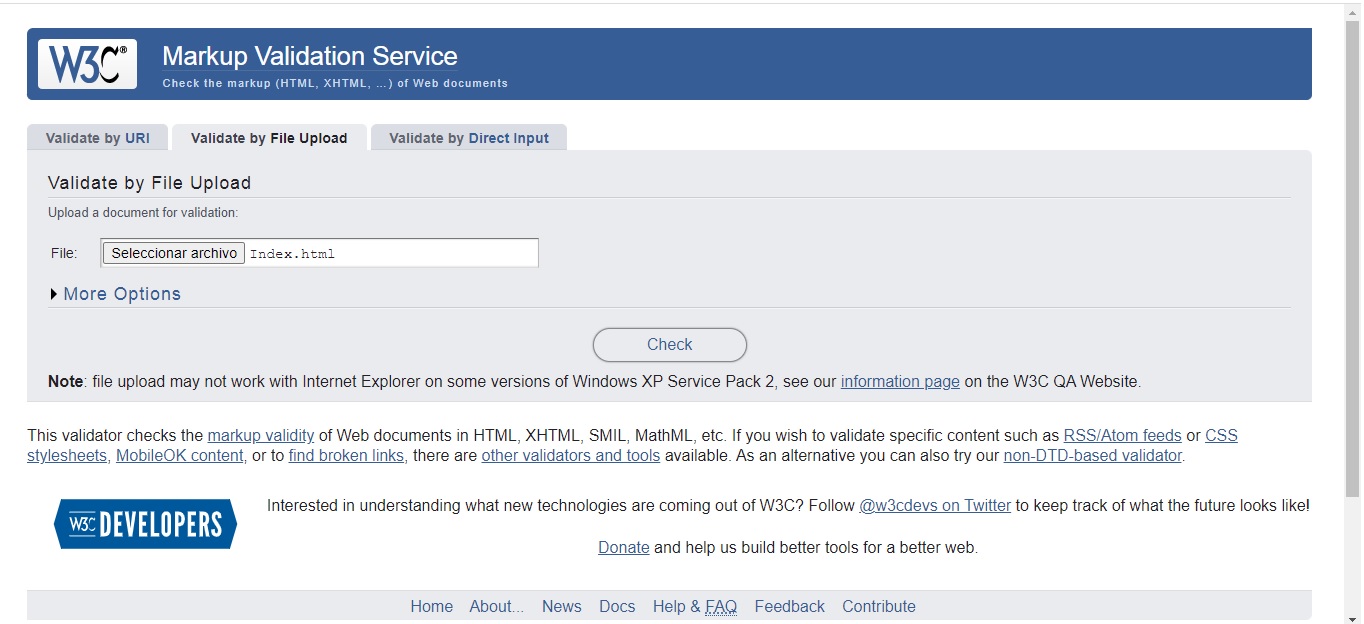 W3C® Markup Validation Service
Check the markup (HTML, XHTML, …) of Web documents
Validate by URI Validate by File Upload Validate by Direct Input
Validate by File Upload
Upload a document for validation:
File: Seleccionar archivo Index.html
More Options
Check
Note: file upload may not work with Internet Explorer on some versions of Windows XP Service Pack 2, see our information page on the W3C QA Website.
This validator checks the markup validity of Web documents in HTML, XHTML, SMIL, MathML, etc. If you wish to validate specific content such as RSS/Atom feeds or CSS
stylesheets, MobileOK content, or to find broken links, there are other validators and tools available. As an alternative you can also try our non-DTD-based validator.
W3C DEVELOPERS
Interested in understanding what new technologies are coming out of W3C? Follow @w3cdevs on Twitter to keep track of what the future looks like!
Donate and help us build better tools for a better web.
Home About... News Docs Help & FAQ Feedback Contribute